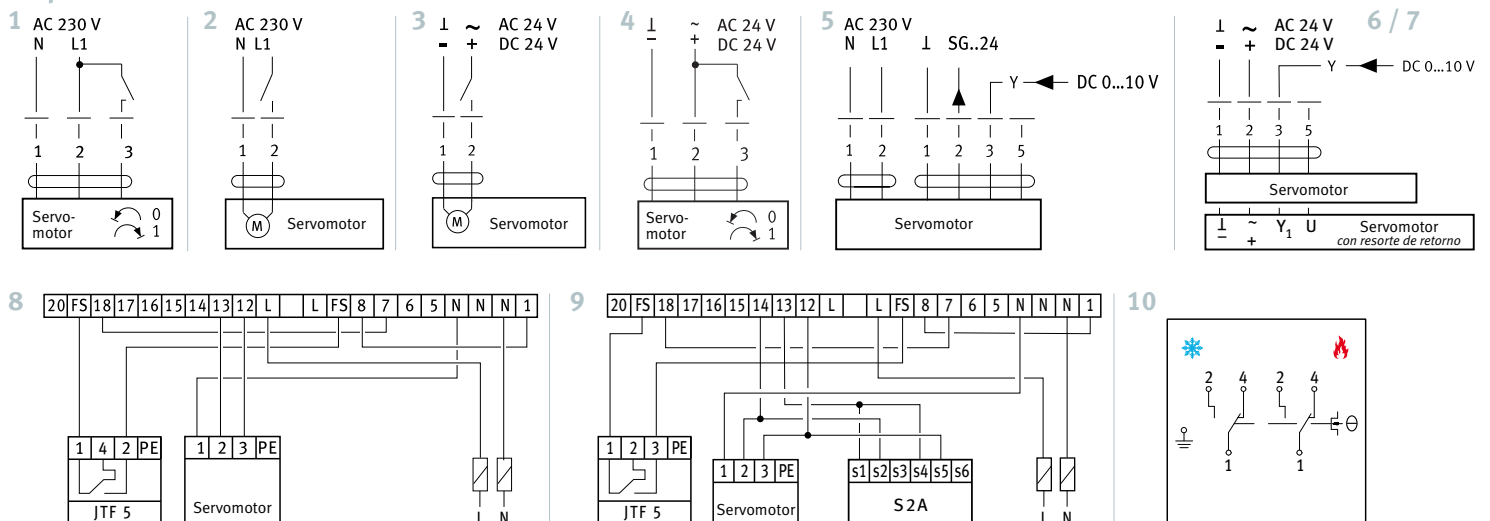 1
AC 230 V
N L1
1 2 3
Servo-
motor
0
1
2
AC 230 V
N L1
1 2
M
Servomotor
3
⊥ ~ AC 24 V
- + DC 24 V
1 2
M
Servomotor
4
⊥ ~ AC 24 V
- + DC 24 V
1 2 3
Servo-
motor
0
1
5
AC 230 V
N L1 ⊥ SG..24
Y DC 0...10 V
1 2 1 2 3 5
Servomotor
6 / 7
⊥ ~ AC 24 V
- + DC 24 V
Y DC 0...10 V
1 2 3 5
Servomotor
⊥ ~ Y1 U Servomotor
- + con resorte de retorno
8
20 FS 18 17 16 15 14 13 12 L L FS 8 7 6 5 N N N 1
1 4 2 PE
JTF 5
1 2 3 PE
Servomotor
L N
9
20 FS 18 17 16 15 14 13 12 L L FS 8 7 6 5 N N N 1
1 2 3 PE
JTF 5
1 2 3 PE
Servomotor
s1 s2 s3 s4 s5 s6
S2A
L N
10
2 4 2 4
1 1